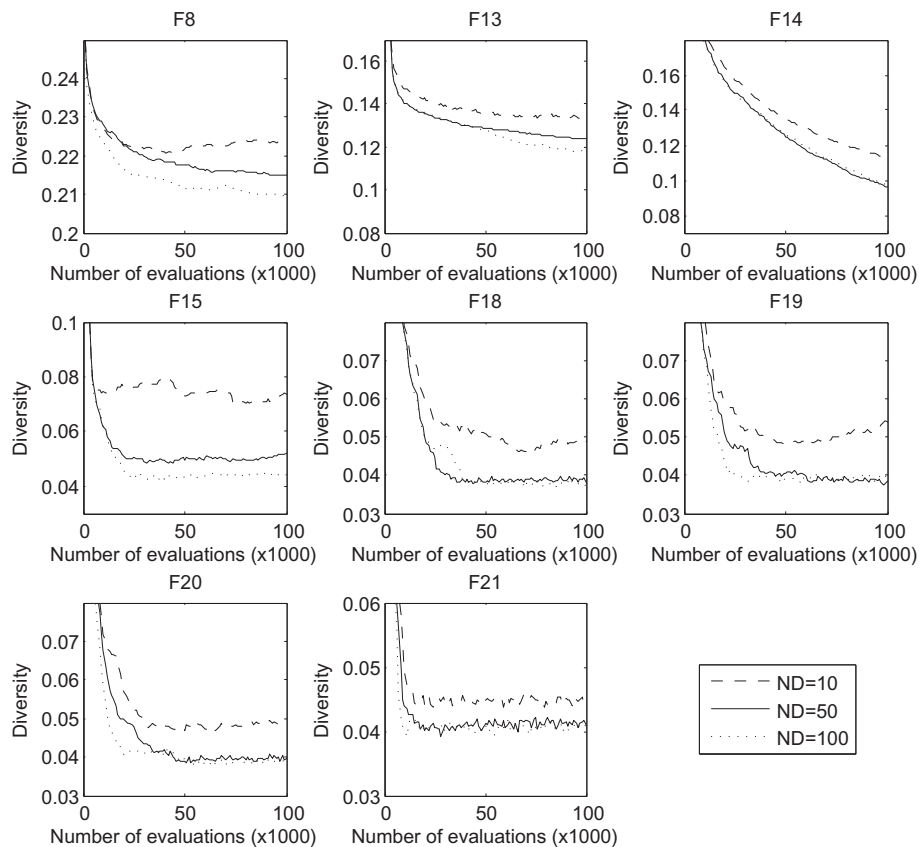 F8
Diversity
0.24
0.23
0.22
0.21
0.2
0 50 100
Number of evaluations (x1000)
F13
Diversity
0.16
0.14
0.12
0.1
0.08
0 50 100
Number of evaluations (x1000)
F14
Diversity
0.16
0.14
0.12
0.1
0.08
0 50 100
Number of evaluations (x1000)
F15
Diversity
0.1
0.08
0.06
0.04
0 50 100
Number of evaluations (x1000)
F18
Diversity
0.07
0.06
0.05
0.04
0.03
0 50 100
Number of evaluations (x1000)
F19
Diversity
0.07
0.06
0.05
0.04
0.03
0 50 100
Number of evaluations (x1000)
F20
Diversity
0.07
0.06
0.05
0.04
0.03
0 50 100
Number of evaluations (x1000)
F21
Diversity
0.06
0.05
0.04
0.03
0 50 100
Number of evaluations (x1000)
ND=10
ND=50
ND=100